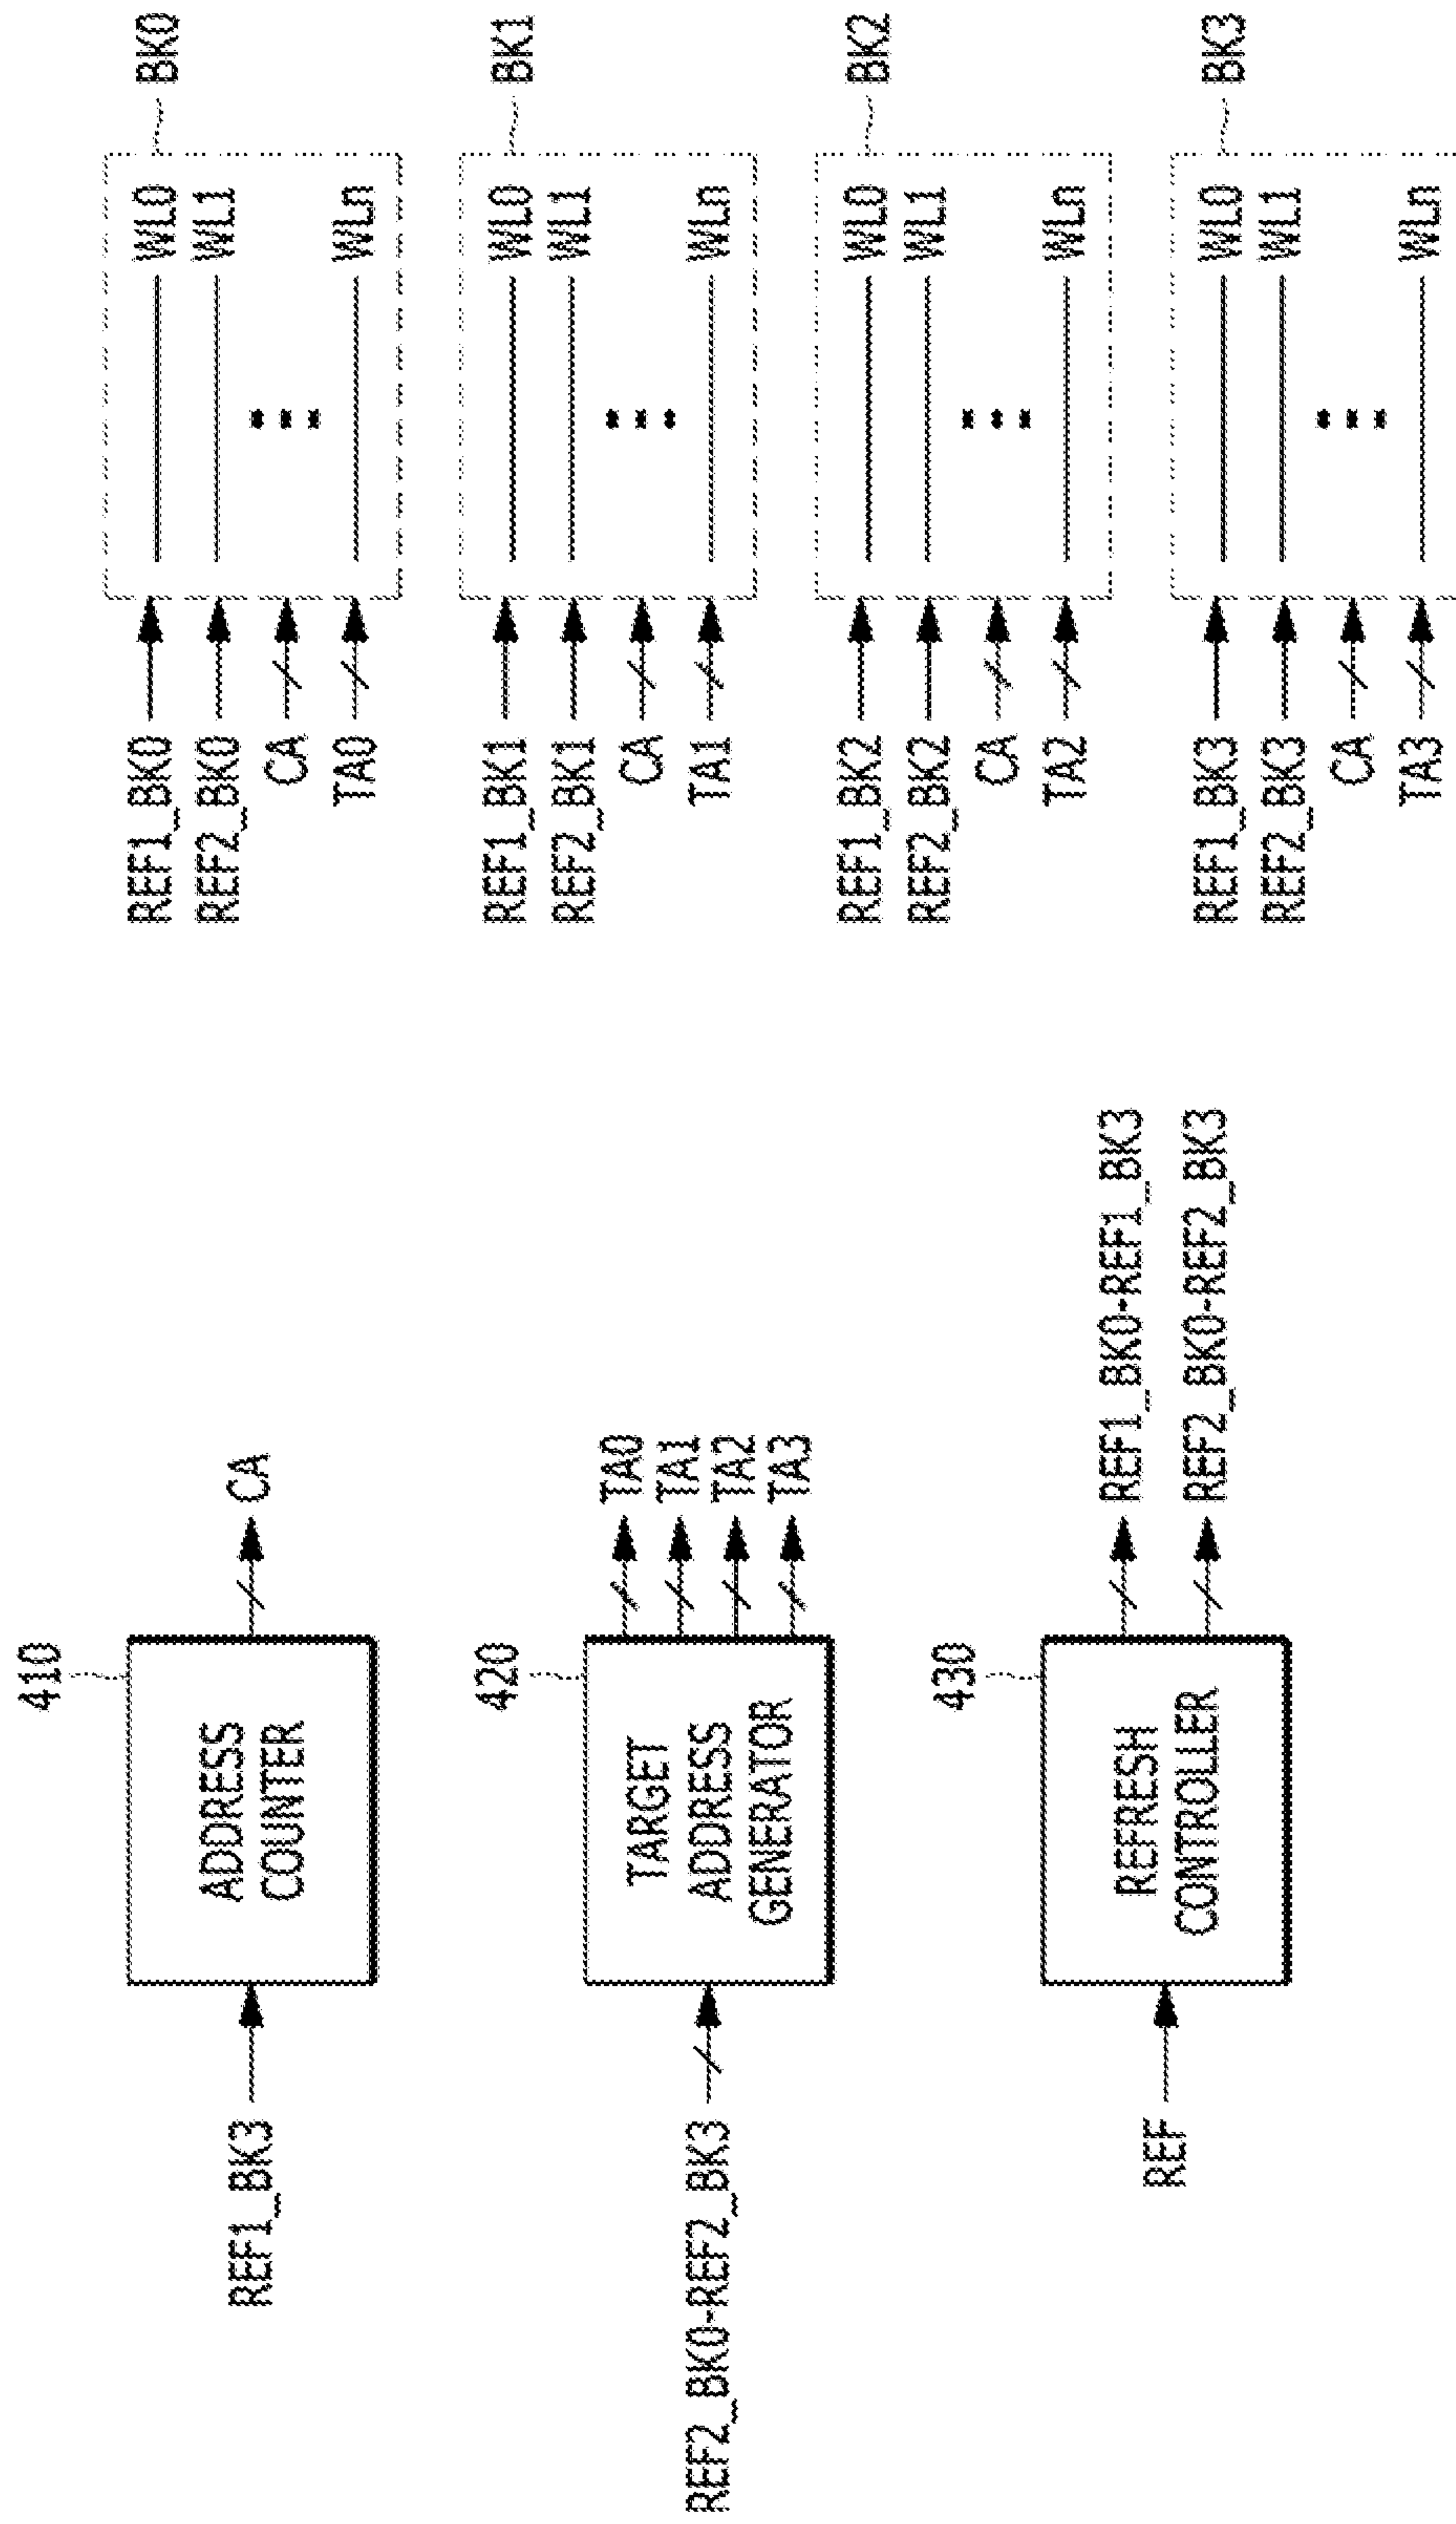 410
REF1_BK3
ADDRESS
COUNTER
CA
420
REF2_BK0-REF2_BK3
TARGET
ADDRESS
GENERATOR
TA0
TA1
TA2
TA3
430
REF
REFRESH
CONTROLLER
REF1_BK0-REF1_BK3
REF2_BK0-REF2_BK3
REF1_BK0
REF2_BK0
CA
TA0
WL0
WL1
WLn
BK0
REF1_BK1
REF2_BK1
CA
TA1
WL0
WL1
WLn
BK1
REF1_BK2
REF2_BK2
CA
TA2
WL0
WL1
WLn
BK2
REF1_BK3
REF2_BK3
CA
TA3
WL0
WL1
WLn
BK3